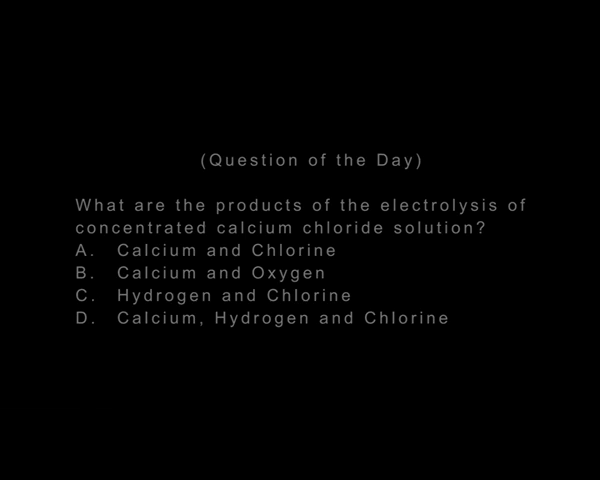 (Question of the Day)
What are the products of the electrolysis of
concentrated calcium chloride solution?
A. Calcium and Chlorine
B. Calcium and Oxygen
C. Hydrogen and Chlorine
D. Calcium, Hydrogen and Chlorine